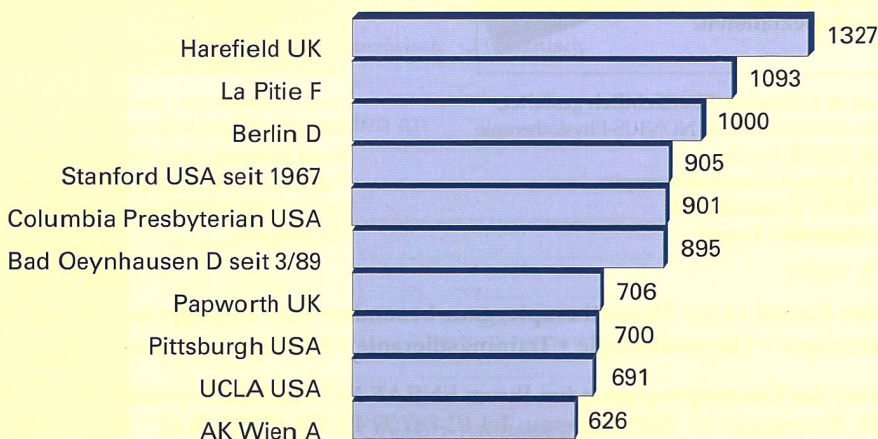 Harefield UK 1327
La Pitie F 1093
Berlin D 1000
Stanford USA seit 1967 905
Columbia Presbyterian USA 901
Bad Oeynhausen D seit 3/89 895
Papworth UK 706
Pittsburgh USA 700
UCLA USA 691
AK Wien A 626